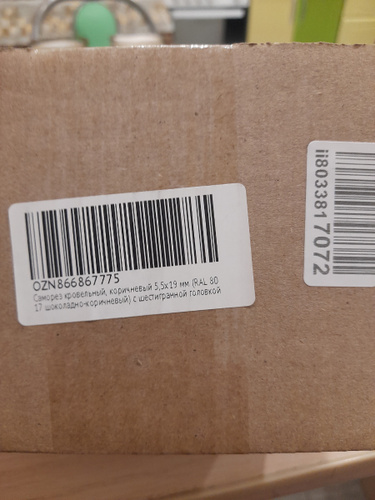 OZN866867775
Саморез кровельный, коричневый 5,5х19 мм (RAL 80
17 шоколадно-коричневый) с шестигранной головкой
ii8033817072